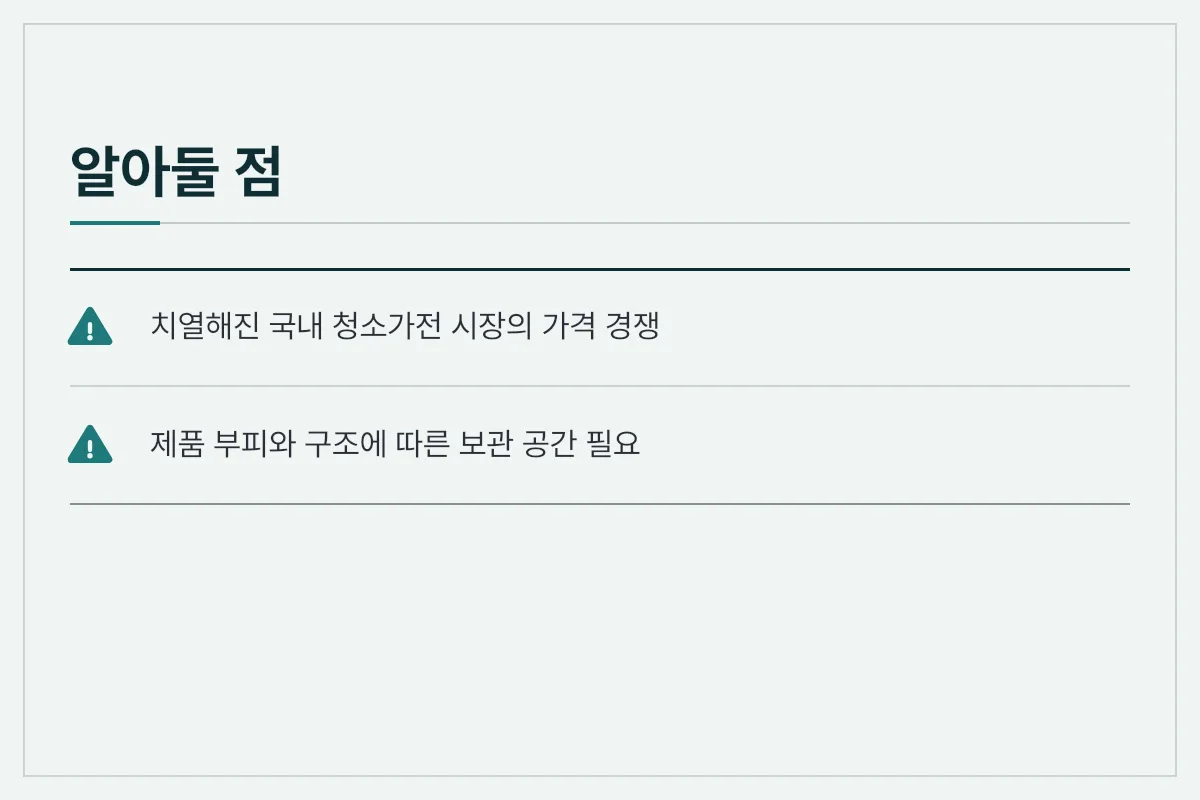 알아둘 점
치열해진 국내 청소가전 시장의 가격 경쟁
제품 부피와 구조에 따른 보관 공간 필요